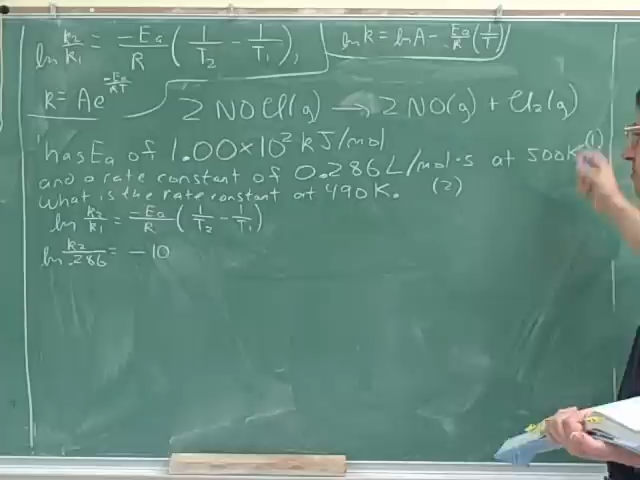 ln k₂/k₁ = -Ea/R (1/T₂ - 1/T₁),
ln k = ln A - Ea/R (1/T)
k = Ae^(-Ea/RT)
2 NOCl(g) → 2 NO(g) + Cl₂(g)
has Ea of 1.00×10² kJ/mol
and a rate constant of 0.286 L/mol·s at 500K (1)
What is the rate constant at 490K. (2)
ln k₂/k₁ = -Ea/R (1/T₂ - 1/T₁)
ln k₂/.286 = -10